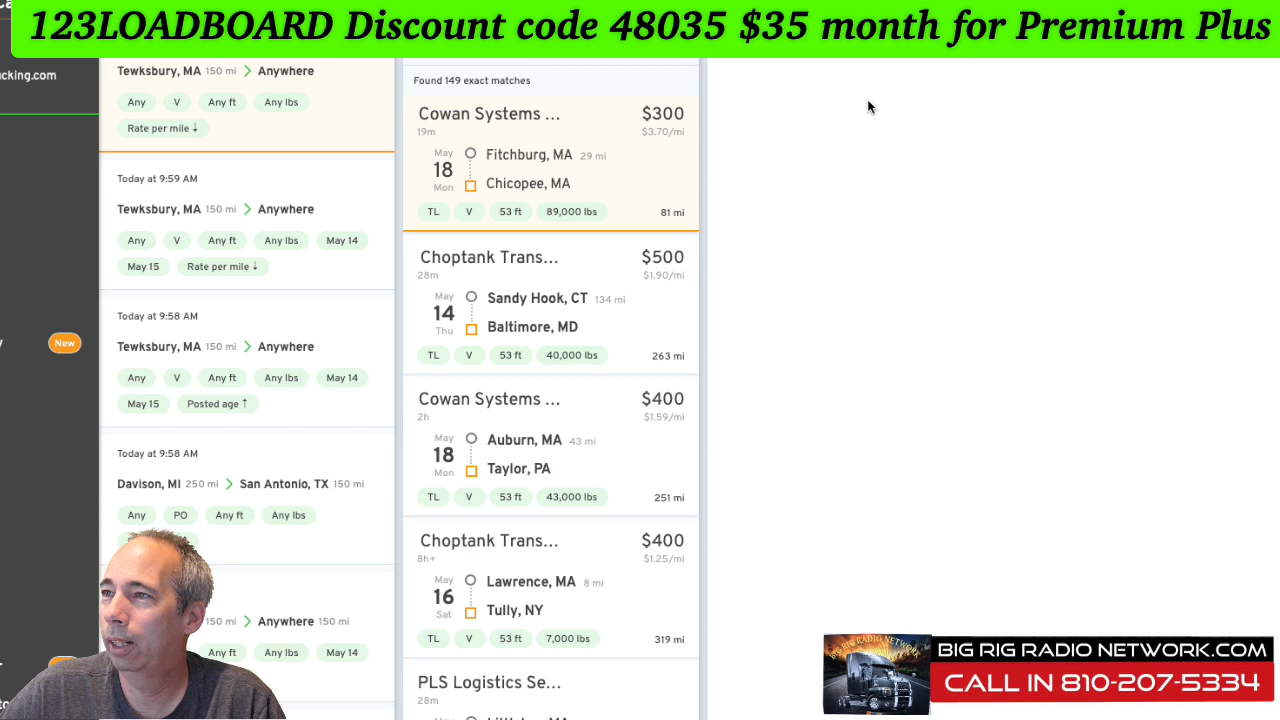 123LOADBOARD Discount code 48035 $35 month for Premium Plus
ucking.com
New
Tewksbury, MA 150 mi > Anywhere
Any V Any ft Any lbs
Rate per mile ↓
Today at 9:59 AM
Tewksbury, MA 150 mi > Anywhere
Any V Any ft Any lbs May 14
May 15 Rate per mile ↓
Today at 9:58 AM
Tewksbury, MA 150 mi > Anywhere
Any V Any ft Any lbs May 14
May 15 Posted age ↑
Today at 9:58 AM
Davison, MI 250 mi > San Antonio, TX 150 mi
Any PO Any ft Any lbs
150 mi > Anywhere 150 mi
Any ft Any lbs May 14
Found 149 exact matches
Cowan Systems ... $300
19m $3.70/mi
May 18 Mon
Fitchburg, MA 29 mi
Chicopee, MA
TL V 53 ft 89,000 lbs 81 mi
Choptank Trans... $500
28m $1.90/mi
May 14 Thu
Sandy Hook, CT 134 mi
Baltimore, MD
TL V 53 ft 40,000 lbs 263 mi
Cowan Systems ... $400
2h $1.59/mi
May 18 Mon
Auburn, MA 43 mi
Taylor, PA
TL V 53 ft 43,000 lbs 251 mi
Choptank Trans... $400
8h+ $1.25/mi
May 16 Sat
Lawrence, MA 8 mi
Tully, NY
TL V 53 ft 7,000 lbs 319 mi
PLS Logistics Se...
28m
May
BIG RIG RADIO NETWORK
BIG RIG RADIO NETWORK.COM
CALL IN 810-207-5334